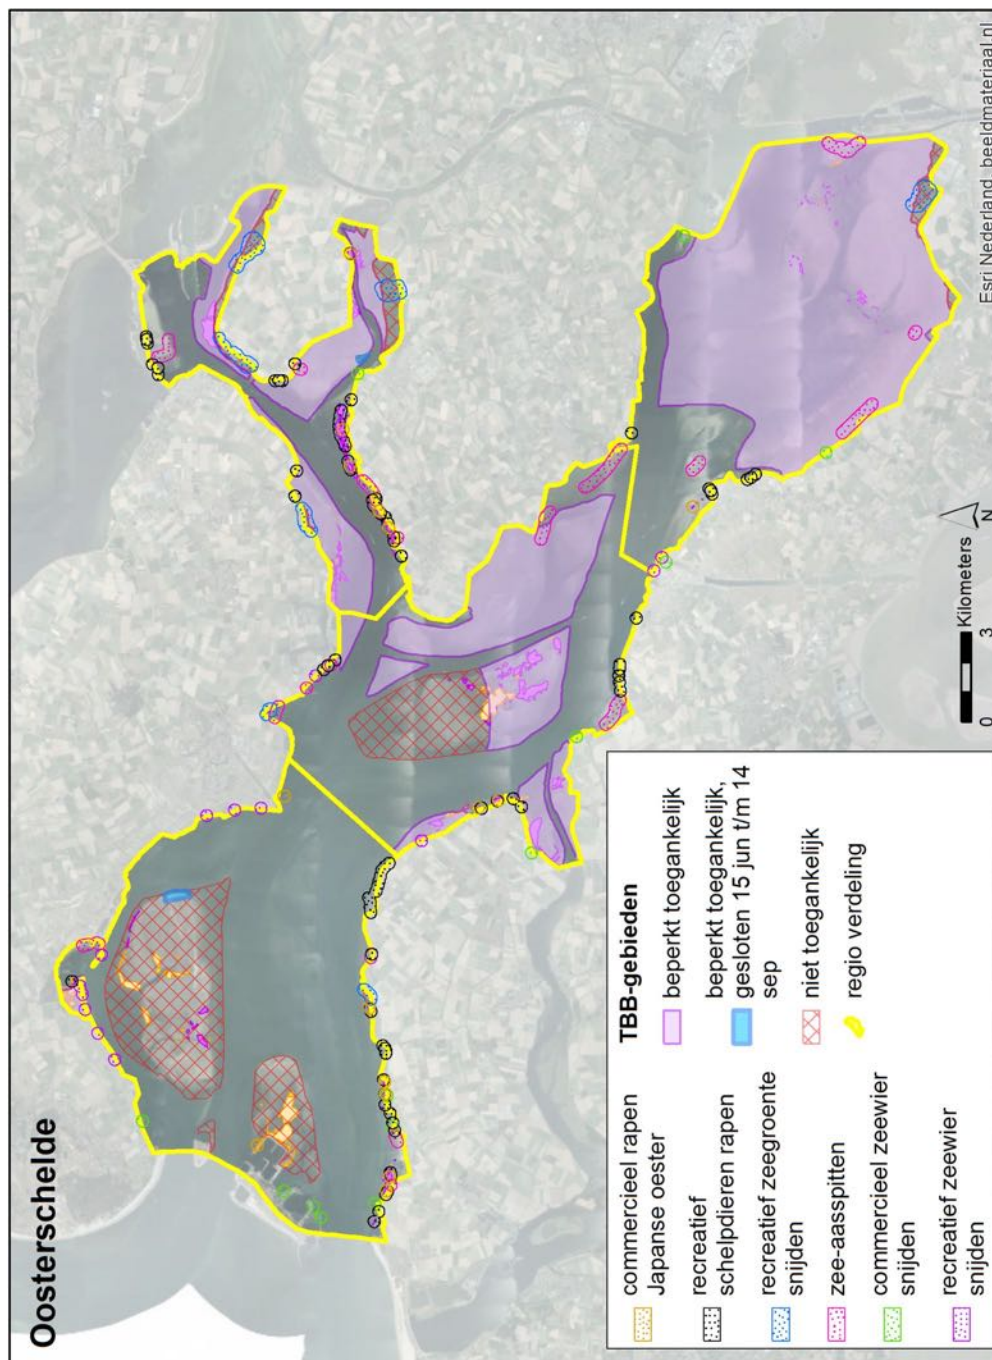 Oosterschelde
commercieel rapen
Japanse oester
recreatief
schelpdieren rapen
recreatief zeegroente
snijden
zee-aasspitten
commercieel zeewier
snijden
recreatief zeewier
snijden
TBB-gebieden
beperkt toegankelijk
beperkt toegankelijk,
gesloten 15 jun t/m 14
sep
niet toegankelijk
regio verdeling
0 3
Kilometers
N
Esri Nederland, beeldmateriaal.nl